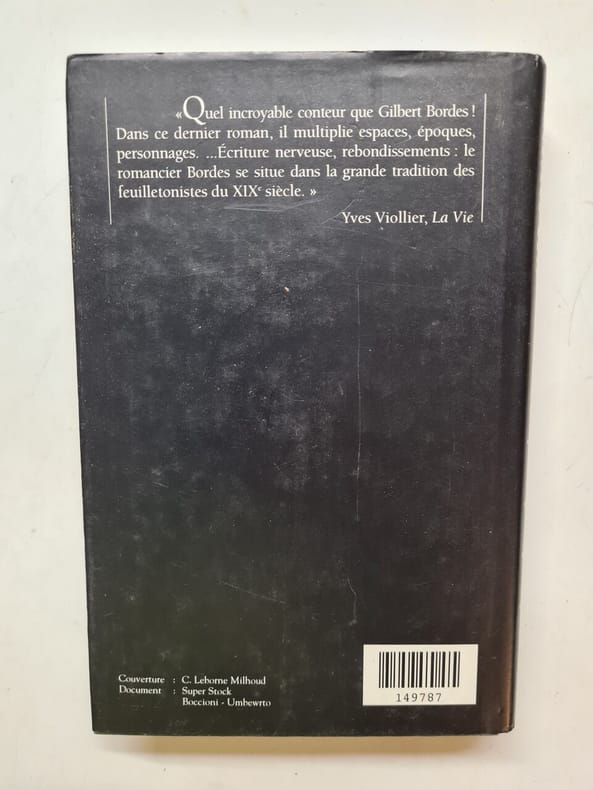 «Quel incroyable conteur que Gilbert Bordes !
Dans ce dernier roman, il multiplie espaces, époques,
personnages. ...Écriture nerveuse, rebondissements : le
romancier Bordes se situe dans la grande tradition des
feuilletonistes du XIXe siècle. »
Yves Viollier, La Vie
Couverture : C. Leborne Milhoud
Document : Super Stock
Boccioni - Umbewrto
149787